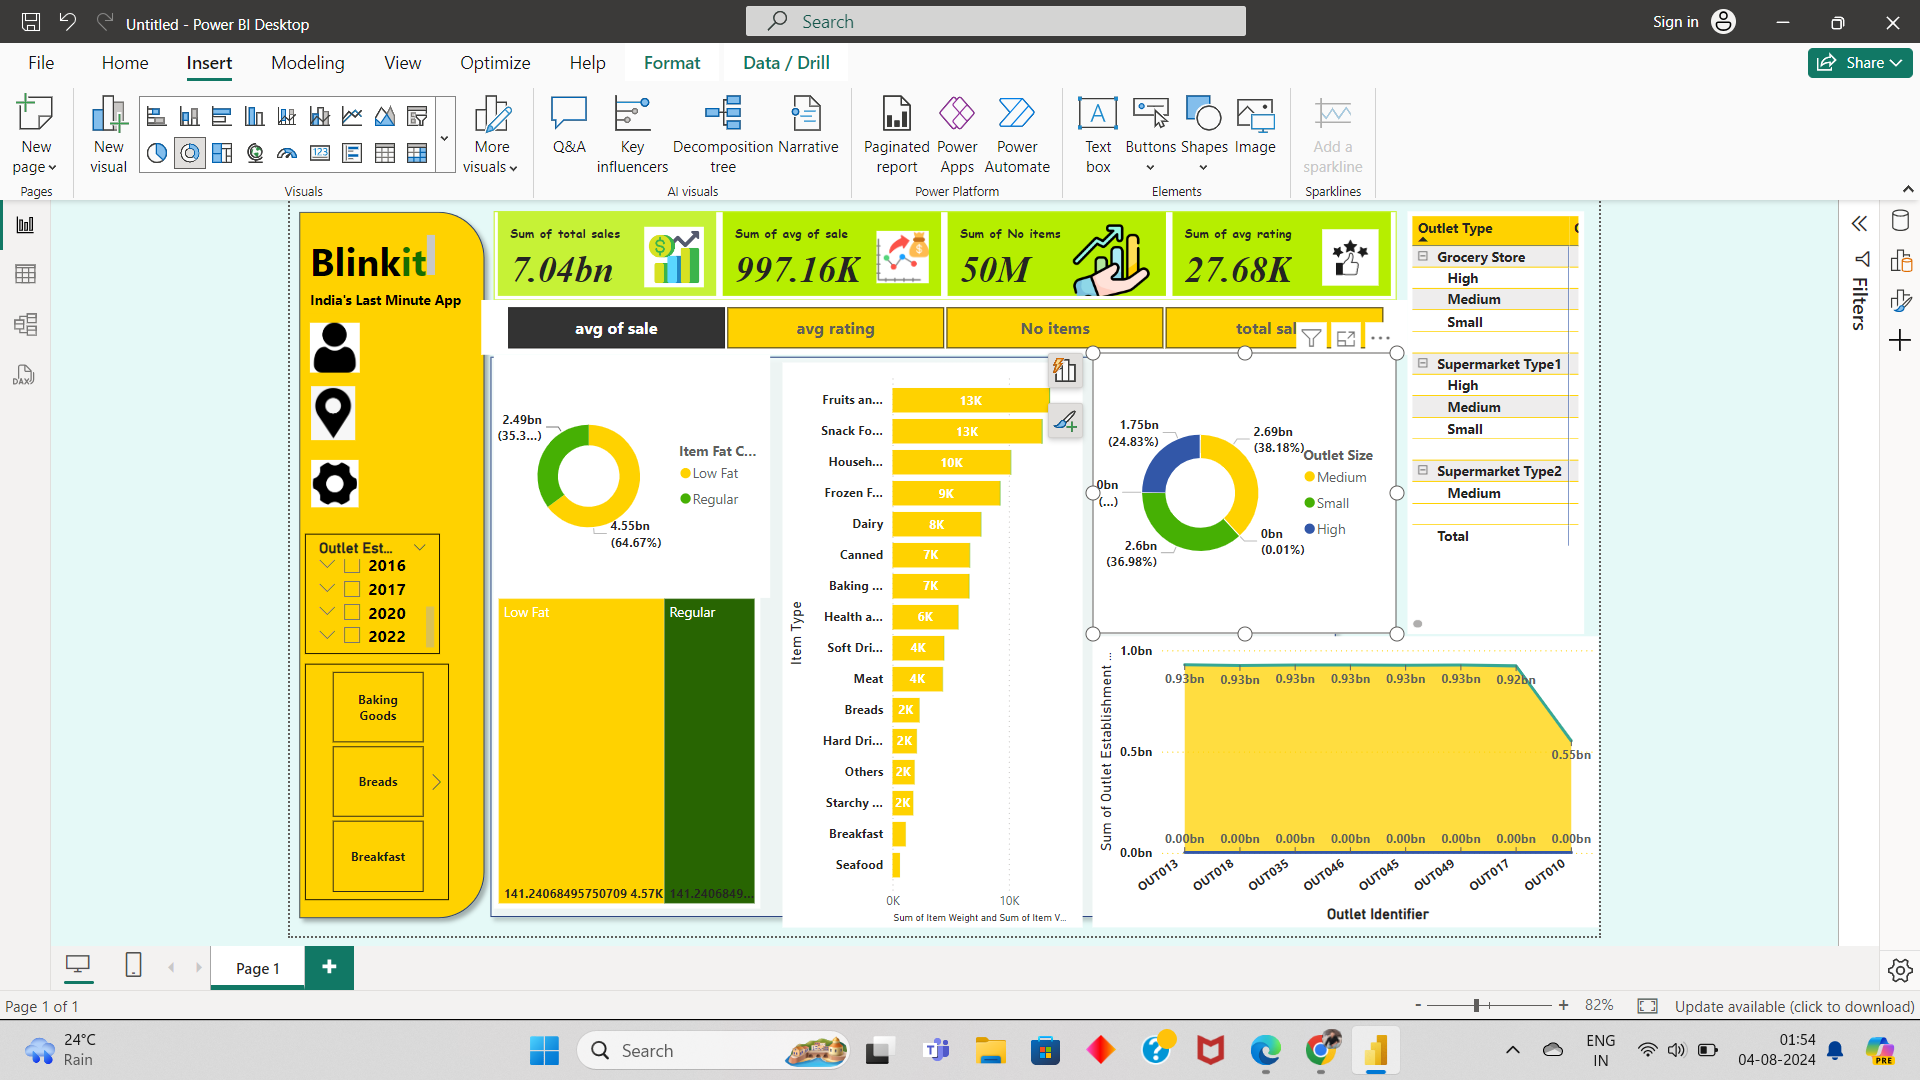 Untitled - Power BI Desktop
Search
Sign in
File
Home
Insert
Modeling
View
Optimize
Help
Format
Data / Drill
Share
New page
New visual
More visuals
Visuals
Pages
Q&A
Key influencers
Decomposition tree
Narrative
AI visuals
Paginated report
Power Apps
Power Automate
Power Platform
Text box
Buttons
Shapes
Image
Elements
Add a sparkline
Sparklines
Blinkit
India's Last Minute App
Outlet Est...
2016
2017
2020
2022
Baking Goods
Breads
Breakfast
Sum of total sales
7.04bn
Sum of avg of sale
997.16K
Sum of No items
50M
Sum of avg rating
27.68K
avg of sale
avg rating
No items
total sal
2.49bn
(35.3...)
4.55bn
(64.67%)
Item Fat C...
Low Fat
Regular
Low Fat
Regular
141.24068495750709 4.57K
141.2406849...
Item Type
Fruits an...
13K
Snack Fo...
13K
Househ...
10K
Frozen F...
9K
Dairy
8K
Canned
7K
Baking ...
7K
Health a...
6K
Soft Dri...
4K
Meat
4K
Breads
2K
Hard Dri...
2K
Others
2K
Starchy ...
2K
Breakfast
Seafood
0K
10K
Sum of Item Weight and Sum of Item V...
1.75bn
(24.83%)
2.69bn
(38.18%)
0bn
(...)
2.6bn
(36.98%)
0bn
(0.01%)
Outlet Size
Medium
Small
High
Outlet Type
Grocery Store
High
Medium
Small
Supermarket Type1
High
Medium
Small
Supermarket Type2
Medium
Total
Filters
Sum of Outlet Establishment ...
1.0bn
0.5bn
0.0bn
0.93bn
0.93bn
0.93bn
0.93bn
0.93bn
0.93bn
0.92bn
0.55bn
0.00bn
0.00bn
0.00bn
0.00bn
0.00bn
0.00bn
0.00bn
0.00bn
OUT013
OUT018
OUT035
OUT046
OUT045
OUT049
OUT017
OUT010
Outlet Identifier
Page 1
Page 1 of 1
82%
Update available (click to download)
24°C
Rain
Search
ENG
IN
01:54
04-08-2024
PRE